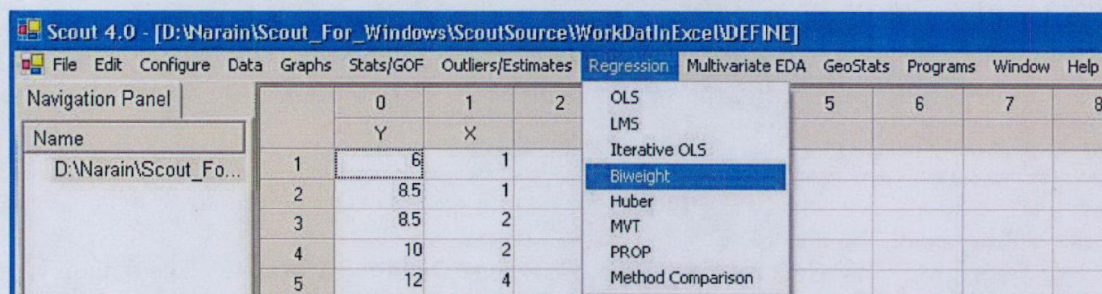 Scout 4.0 - [D:\Narain\Scout_For_Windows\ScoutSource\WorkDatInExcel\DEFINE]
File Edit Configure Data Graphs Stats/GOF Outliers/Estimates Regression Multivariate EDA GeoStats Programs Window Help
Navigation Panel
Name
D:\Narain\Scout_Fo...
0 1 2 5 6 7 8
Y X
1 6 1
2 8.5 1
3 8.5 2
4 10 2
5 12 4
OLS
LMS
Iterative OLS
Biweight
Huber
MVT
PROP
Method Comparison